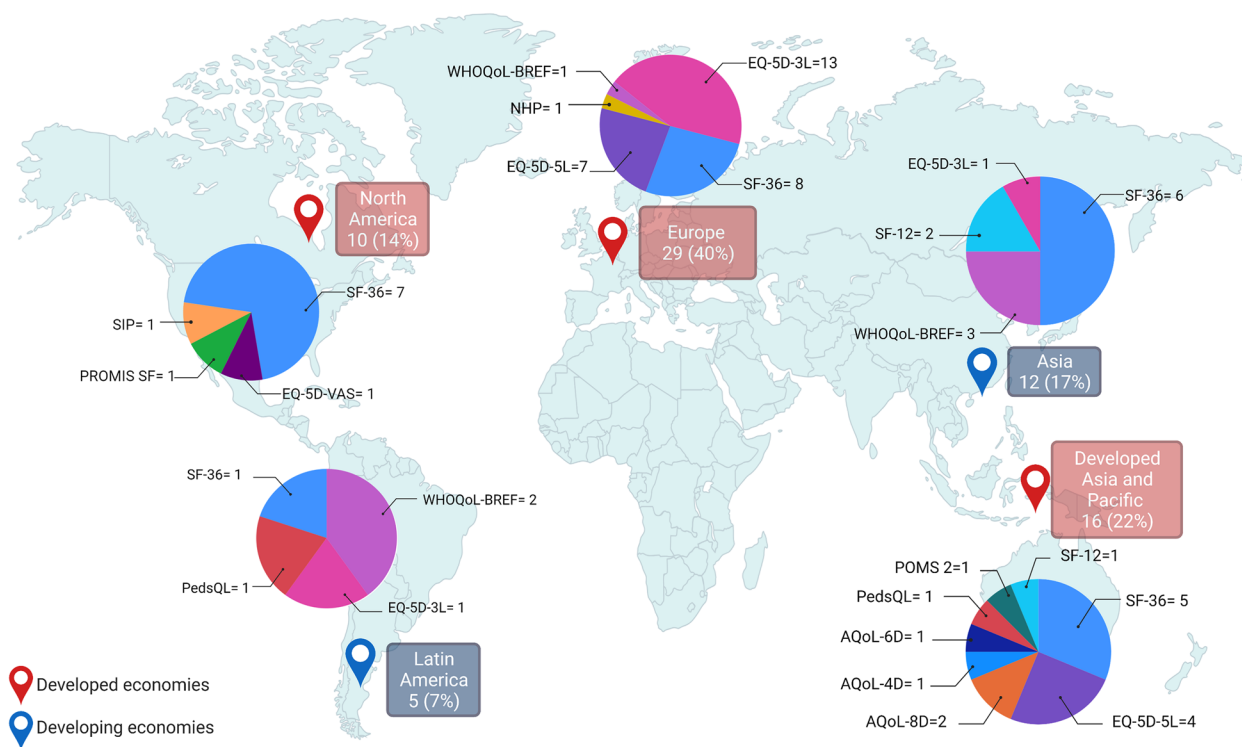 WHOQoL-BREF=1
EQ-5D-3L=13
NHP= 1
EQ-5D-5L=7
SF-36= 8
Europe
29 (40%)
North
America
10 (14%)
SF-36= 7
SIP= 1
PROMIS SF= 1
EQ-5D-VAS= 1
EQ-5D-3L= 1
SF-36= 6
SF-12= 2
WHOQoL-BREF= 3
Asia
12 (17%)
SF-36= 1
WHOQoL-BREF= 2
PedsQL= 1
EQ-5D-3L= 1
Latin
America
5 (7%)
Developed
Asia and
Pacific
16 (22%)
SF-12=1
POMS 2=1
PedsQL= 1
SF-36= 5
AQoL-6D= 1
AQoL-4D= 1
AQoL-8D=2
EQ-5D-5L=4
Developed economies
Developing economies